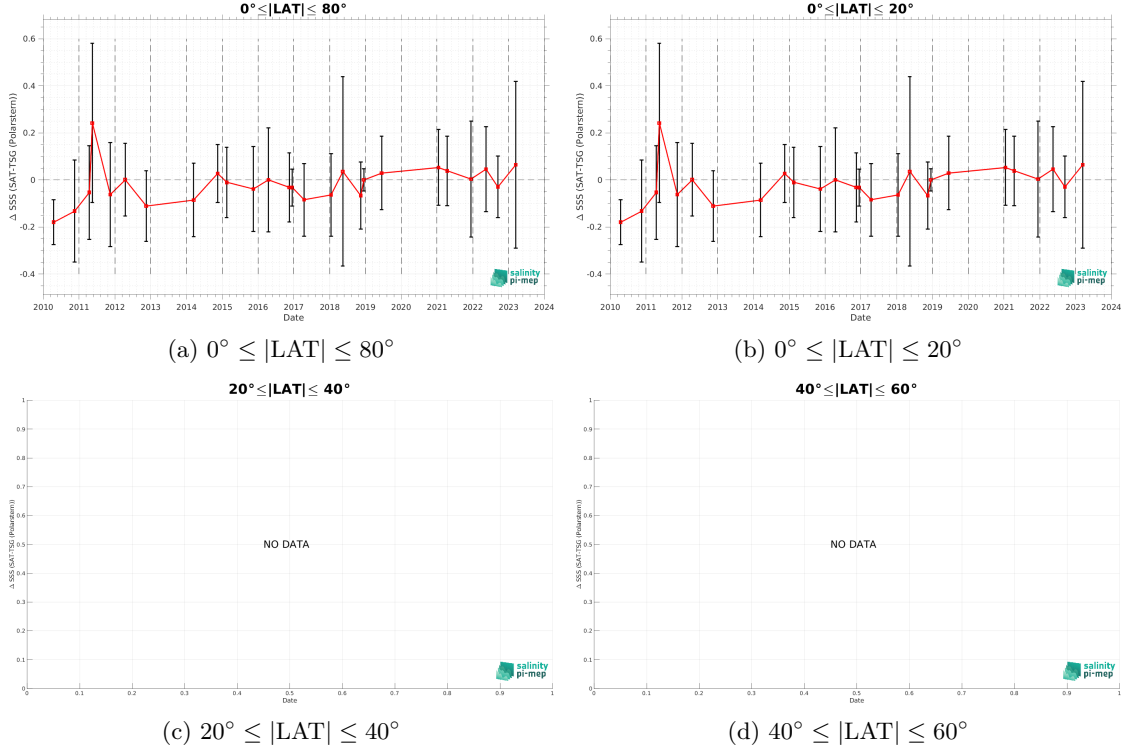 0°≤|LAT|≤ 80°
Δ SSS (SAT-TSG (Polarstern))
0.6
0.4
0.2
0
-0.2
-0.4
2010 2011 2012 2013 2014 2015 2016 2017 2018 2019 2020 2021 2022 2023 2024
Date
salinity
pi-mep
(a) 0° ≤ |LAT| ≤ 80°
0°≤|LAT|≤ 20°
Δ SSS (SAT-TSG (Polarstern))
0.6
0.4
0.2
0
-0.2
-0.4
2010 2011 2012 2013 2014 2015 2016 2017 2018 2019 2020 2021 2022 2023 2024
Date
salinity
pi-mep
(b) 0° ≤ |LAT| ≤ 20°
20°≤|LAT|≤ 40°
Δ SSS (SAT-TSG (Polarstern))
1
0.9
0.8
0.7
0.6
0.5
0.4
0.3
0.2
0.1
0
NO DATA
0 0.1 0.2 0.3 0.4 0.5 0.6 0.7 0.8 0.9 1
Date
salinity
pi-mep
(c) 20° ≤ |LAT| ≤ 40°
40°≤|LAT|≤ 60°
Δ SSS (SAT-TSG (Polarstern))
1
0.9
0.8
0.7
0.6
0.5
0.4
0.3
0.2
0.1
0
NO DATA
0 0.1 0.2 0.3 0.4 0.5 0.6 0.7 0.8 0.9 1
Date
salinity
pi-mep
(d) 40° ≤ |LAT| ≤ 60°